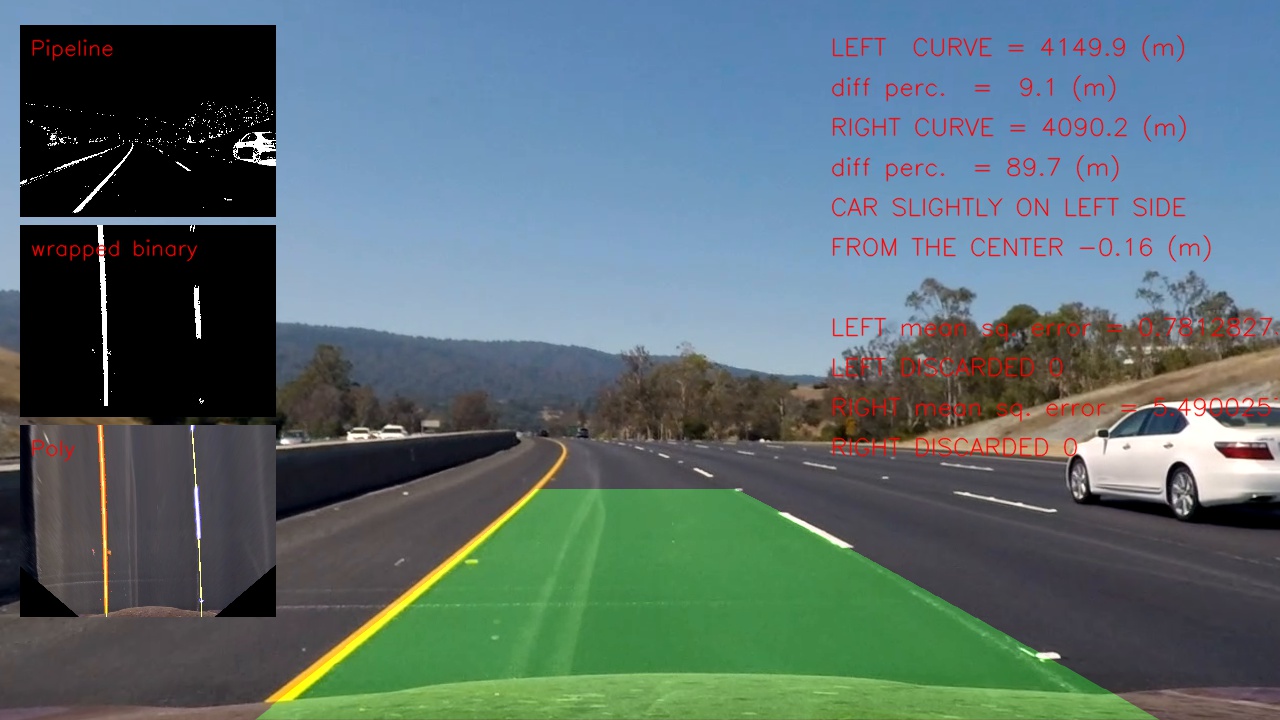 Pipeline
wrapped binary
Poly
LEFT CURVE = 4149.9 (m)
diff perc. = 9.1 (m)
RIGHT CURVE = 4090.2 (m)
diff perc. = 89.7 (m)
CAR SLIGHTLY ON LEFT SIDE
FROM THE CENTER -0.16 (m)
LEFT mean sq. error = 0.7812827
LEFT DISCARDED 0
RIGHT mean sq. error = 5.490025
RIGHT DISCARDED 0